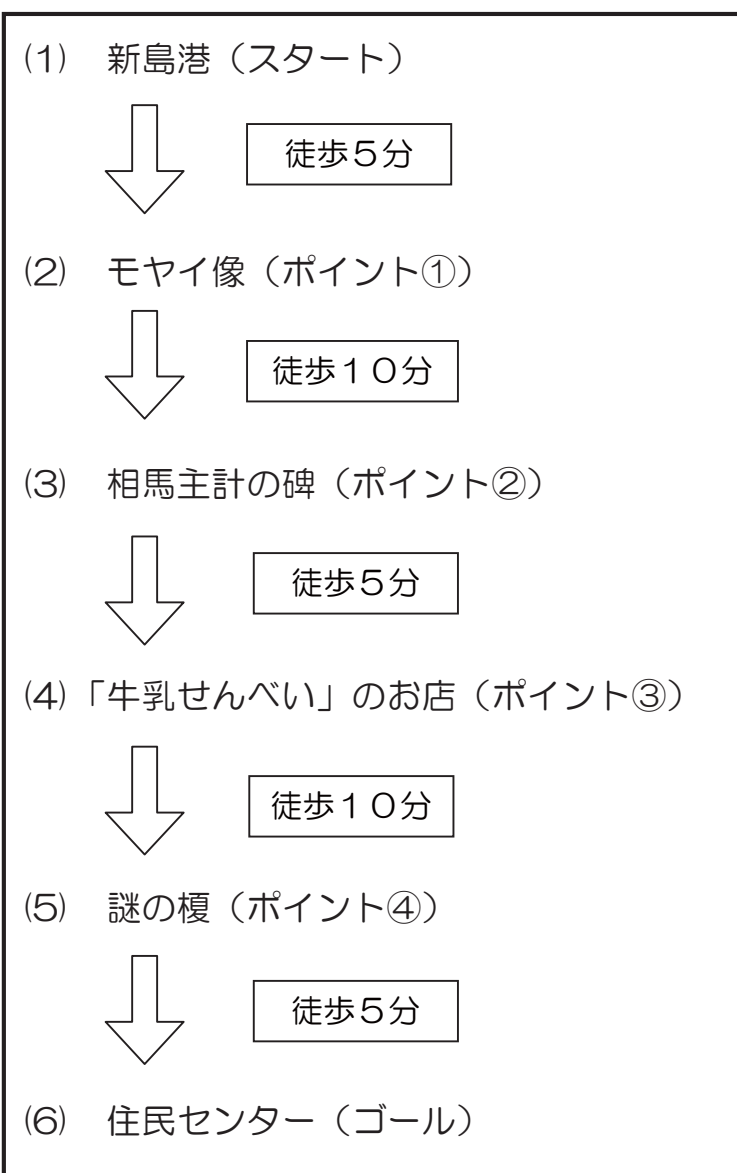 ⑴　新島港（スタート）
徒歩５分
⑵　モヤイ像（ポイント①）
徒歩１０分
⑶　相馬主計の碑（ポイント②）
徒歩５分
⑷「牛乳せんべい」のお店（ポイント③）
徒歩１０分
⑸　謎の榎（ポイント④）
徒歩５分
⑹　住民センター（ゴール）